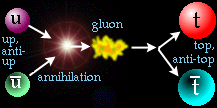 u
up,
anti-
up
u̅
annihilation
gluon
t
top,
anti-top
t̅